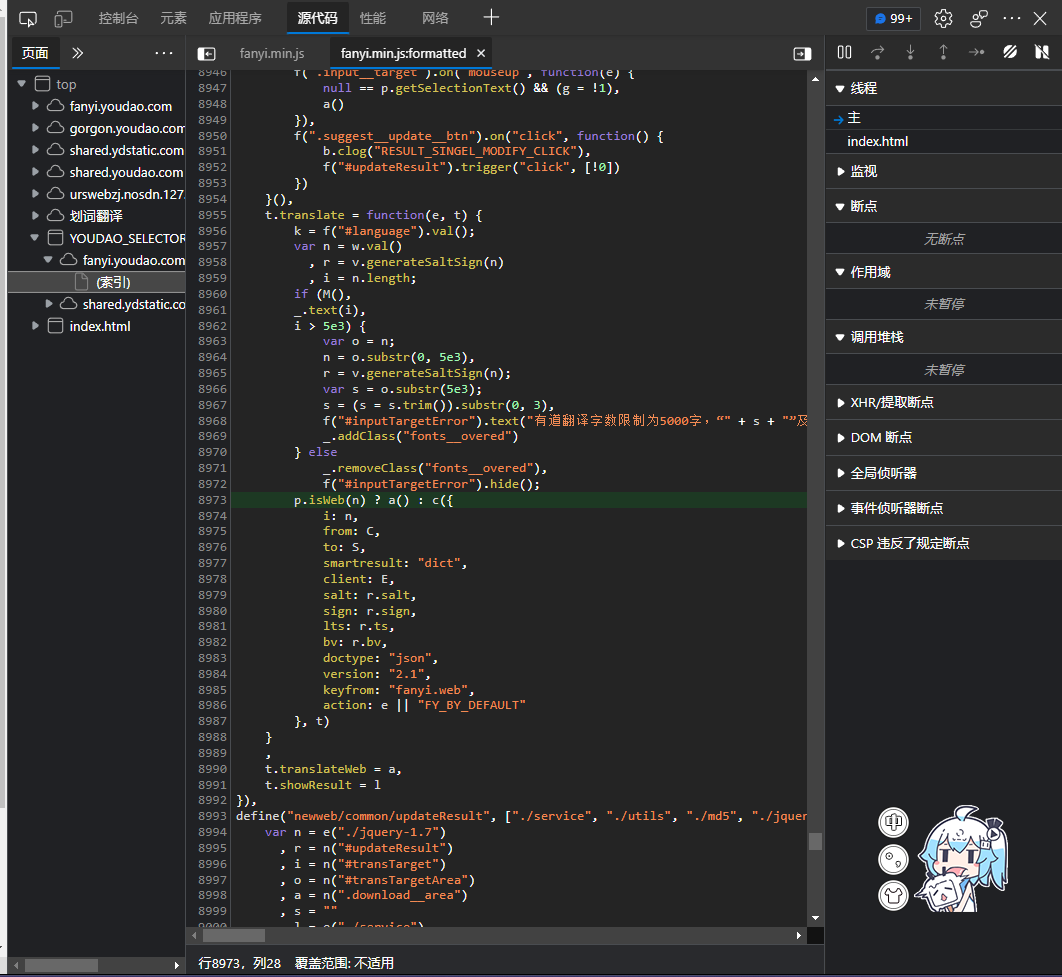 控制台 元素 应用程序 源代码 性能 网络 99+
页面 fanyi.min.js fanyi.min.js:formatted
top
fanyi.youdao.com
gorgon.youdao.com
shared.ydstatic.com
shared.youdao.com
urswebzj.nosdn.127.
划词翻译
YOUDAO_SELECTOR
fanyi.youdao.com
(索引)
shared.ydstatic.co
index.html
8946 f(".input__target").on("mouseup", function(e) {
8947 null == p.getSelectionText() && (g = !1),
8948 a()
8949 }),
8950 f(".suggest__update__btn").on("click", function() {
8951 b.clog("RESULT_SINGEL_MODIFY_CLICK"),
8952 f("#updateResult").trigger("click", [!0])
8953 })
8954 }(),
8955 t.translate = function(e, t) {
8956 k = f("#language").val();
8957 var n = w.val()
8958 , r = v.generateSaltSign(n)
8959 , i = n.length;
8960 if (M(),
8961 _.text(i),
8962 i > 5e3) {
8963 var o = n;
8964 n = o.substr(0, 5e3),
8965 r = v.generateSaltSign(n);
8966 var s = o.substr(5e3);
8967 s = (s = s.trim()).substr(0, 3),
8968 f("#inputTargetError").text("有道翻译字数限制为5000字，“" + s + "”及
8969 _.addClass("fonts__overed")
8970 } else
8971 _.removeClass("fonts__overed"),
8972 f("#inputTargetError").hide();
8973 p.isWeb(n) ? a() : c({
8974 i: n,
8975 from: C,
8976 to: S,
8977 smartresult: "dict",
8978 client: E,
8979 salt: r.salt,
8980 sign: r.sign,
8981 lts: r.ts,
8982 bv: r.bv,
8983 doctype: "json",
8984 version: "2.1",
8985 keyfrom: "fanyi.web",
8986 action: e || "FY_BY_DEFAULT"
8987 }, t)
8988 }
8989 ,
8990 t.translateWeb = a,
8991 t.showResult = l
8992 }),
8993 define("newweb/common/updateResult", ["./service", "./utils", "./md5", "./jquer
8994 var n = e("./jquery-1.7")
8995 , r = n("#updateResult")
8996 , i = n("#transTarget")
8997 , o = n("#transTargetArea")
8998 , a = n(".download__area")
8999 , s = ""
9000 , l = e("./service")
行8973，列28 覆盖范围: 不适用
线程
主
index.html
监视
断点
无断点
作用域
未暂停
调用堆栈
未暂停
XHR/提取断点
DOM 断点
全局侦听器
事件侦听器断点
CSP 违反了规定断点